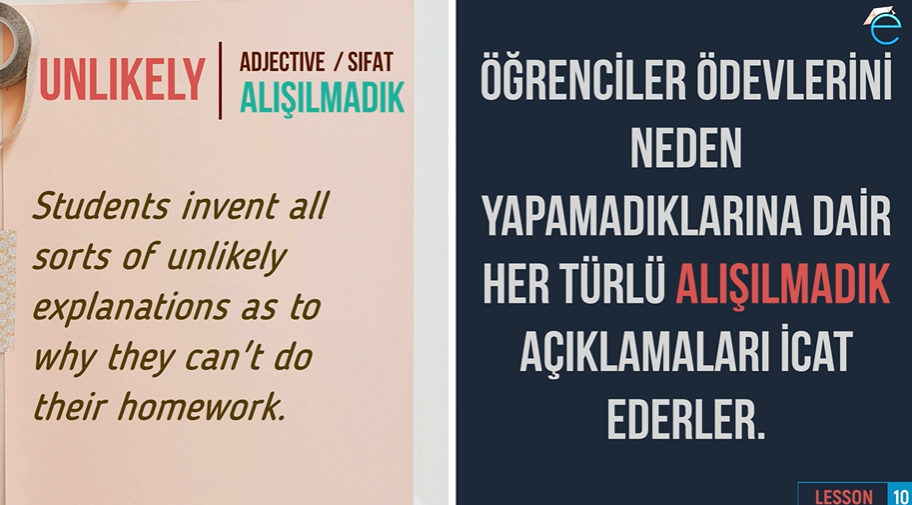 UNLIKELY
ADJECTIVE / SIFAT
ALIŞILMADIK
Students invent all
sorts of unlikely
explanations as to
why they can't do
their homework.
ÖĞRENCİLER ÖDEVLERİNİ
NEDEN
YAPAMADIKLARINA DAİR
HER TÜRLÜ ALIŞILMADIK
AÇIKLAMALARI İCAT
EDERLER.
e
LESSON 10